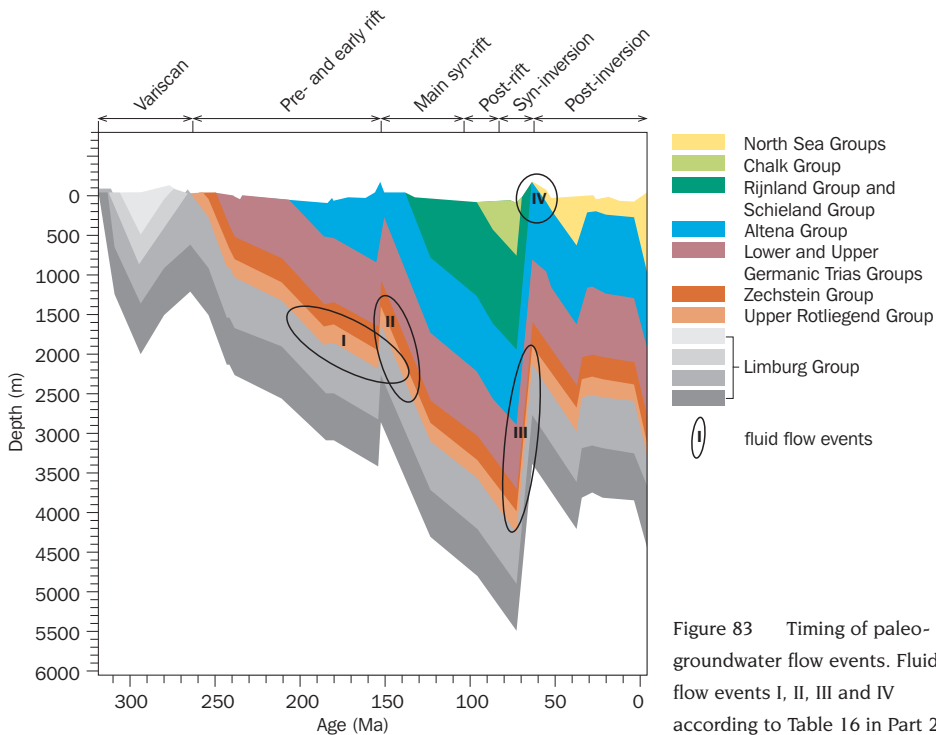 Variscan
Pre- and early rift
Main syn-rift
Post-rift
Syn-inversion
Post-inversion
0
500
1000
1500
2000
2500
3000
3500
4000
4500
5000
5500
6000
Depth (m)
300
250
200
150
100
50
0
Age (Ma)
I
II
III
IV
North Sea Groups
Chalk Group
Rijnland Group and
Schieland Group
Altena Group
Lower and Upper
Germanic Trias Groups
Zechstein Group
Upper Rotliegend Group
Limburg Group
I
fluid flow events
Figure 83 Timing of paleo-
groundwater flow events. Fluid
flow events I, II, III and IV
according to Table 16 in Part 2